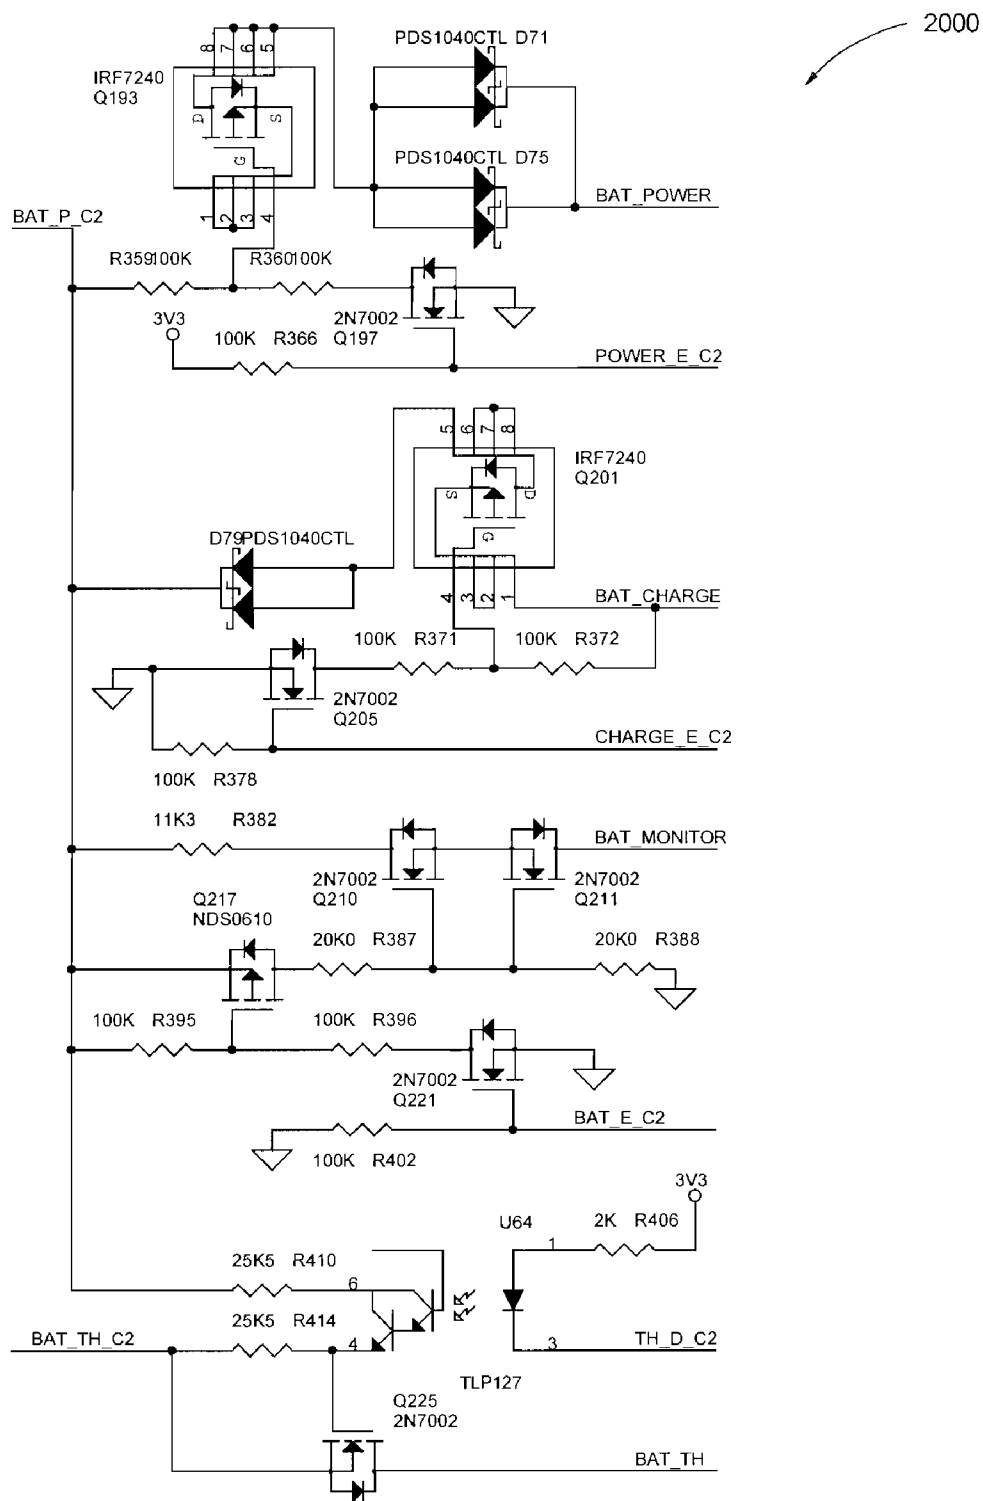 2000
PDS1040CTL D71
8 7 6 5
IRF7240
Q193
D S
G
PDS1040CTL D75
BAT_POWER
1 2 3 4
BAT_P_C2
R359100K R360100K
3V3
2N7002
Q197
100K R366
POWER_E_C2
5 6 7 8
IRF7240
Q201
S D
G
D79PDS1040CTL
4 3 2 1
BAT_CHARGE
100K R371 100K R372
2N7002
Q205
CHARGE_E_C2
100K R378
11K3 R382
BAT_MONITOR
2N7002
Q210
2N7002
Q211
Q217
NDS0610
20K0 R387
20K0 R388
100K R395 100K R396
2N7002
Q221
BAT_E_C2
100K R402
3V3
U64
2K R406
1
25K5 R410
6
25K5 R414
BAT_TH_C2
4
3
TH_D_C2
TLP127
Q225
2N7002
BAT_TH